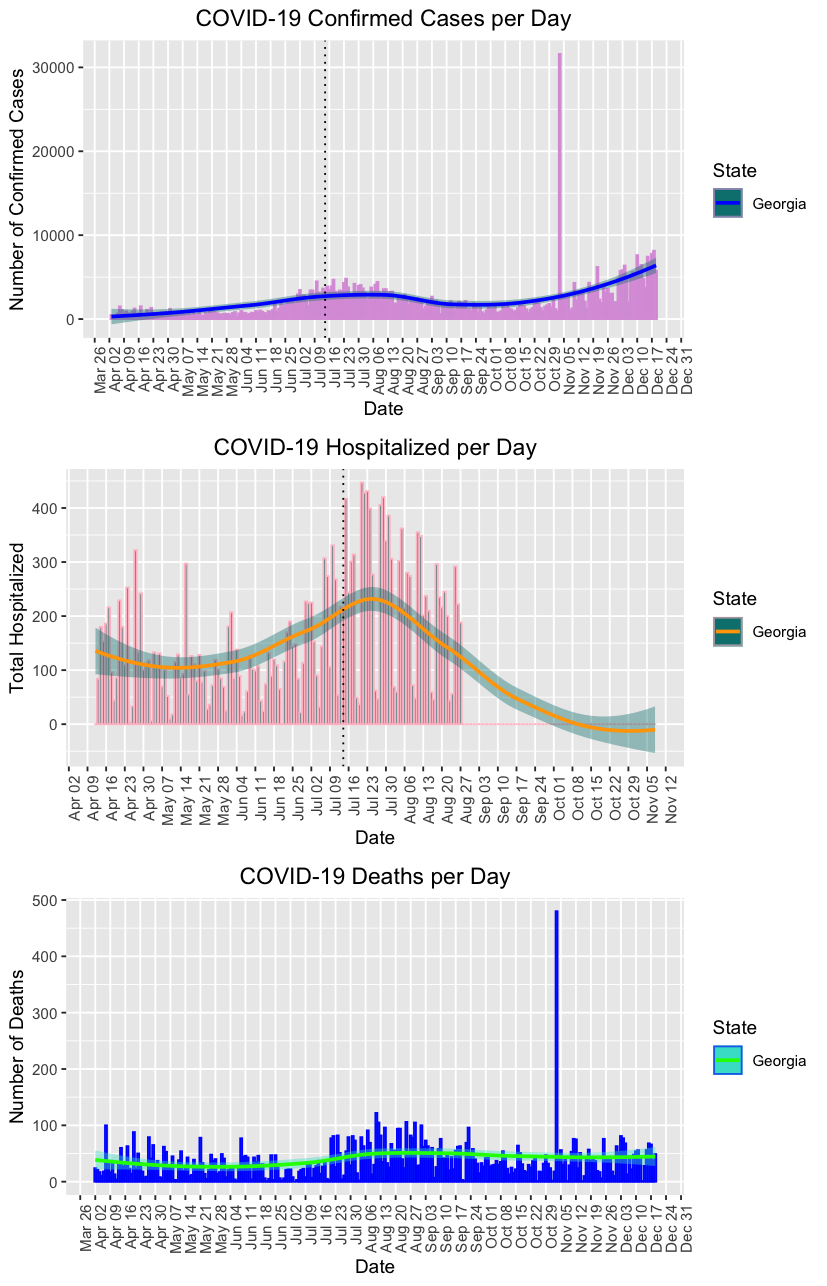 COVID-19 Confirmed Cases per Day
Number of Confirmed Cases
30000
20000
10000
0
Mar 26
Apr 02
Apr 09
Apr 16
Apr 23
Apr 30
May 07
May 14
May 21
May 28
Jun 04
Jun 11
Jun 18
Jun 25
Jul 02
Jul 09
Jul 16
Jul 23
Jul 30
Aug 06
Aug 13
Aug 20
Aug 27
Sep 03
Sep 10
Sep 17
Sep 24
Oct 01
Oct 08
Oct 15
Oct 22
Oct 29
Nov 05
Nov 12
Nov 19
Nov 26
Dec 03
Dec 10
Dec 17
Dec 24
Dec 31
Date
State
Georgia
COVID-19 Hospitalized per Day
Total Hospitalized
400
300
200
100
0
Apr 02
Apr 09
Apr 16
Apr 23
Apr 30
May 07
May 14
May 21
May 28
Jun 04
Jun 11
Jun 18
Jun 25
Jul 02
Jul 09
Jul 16
Jul 23
Jul 30
Aug 06
Aug 13
Aug 20
Aug 27
Sep 03
Sep 10
Sep 17
Sep 24
Oct 01
Oct 08
Oct 15
Oct 22
Oct 29
Nov 05
Nov 12
Date
State
Georgia
COVID-19 Deaths per Day
Number of Deaths
500
400
300
200
100
0
Mar 26
Apr 02
Apr 09
Apr 16
Apr 23
Apr 30
May 07
May 14
May 21
May 28
Jun 04
Jun 11
Jun 18
Jun 25
Jul 02
Jul 09
Jul 16
Jul 23
Jul 30
Aug 06
Aug 13
Aug 20
Aug 27
Sep 03
Sep 10
Sep 17
Sep 24
Oct 01
Oct 08
Oct 15
Oct 22
Oct 29
Nov 05
Nov 12
Nov 19
Nov 26
Dec 03
Dec 10
Dec 17
Dec 24
Dec 31
Date
State
Georgia